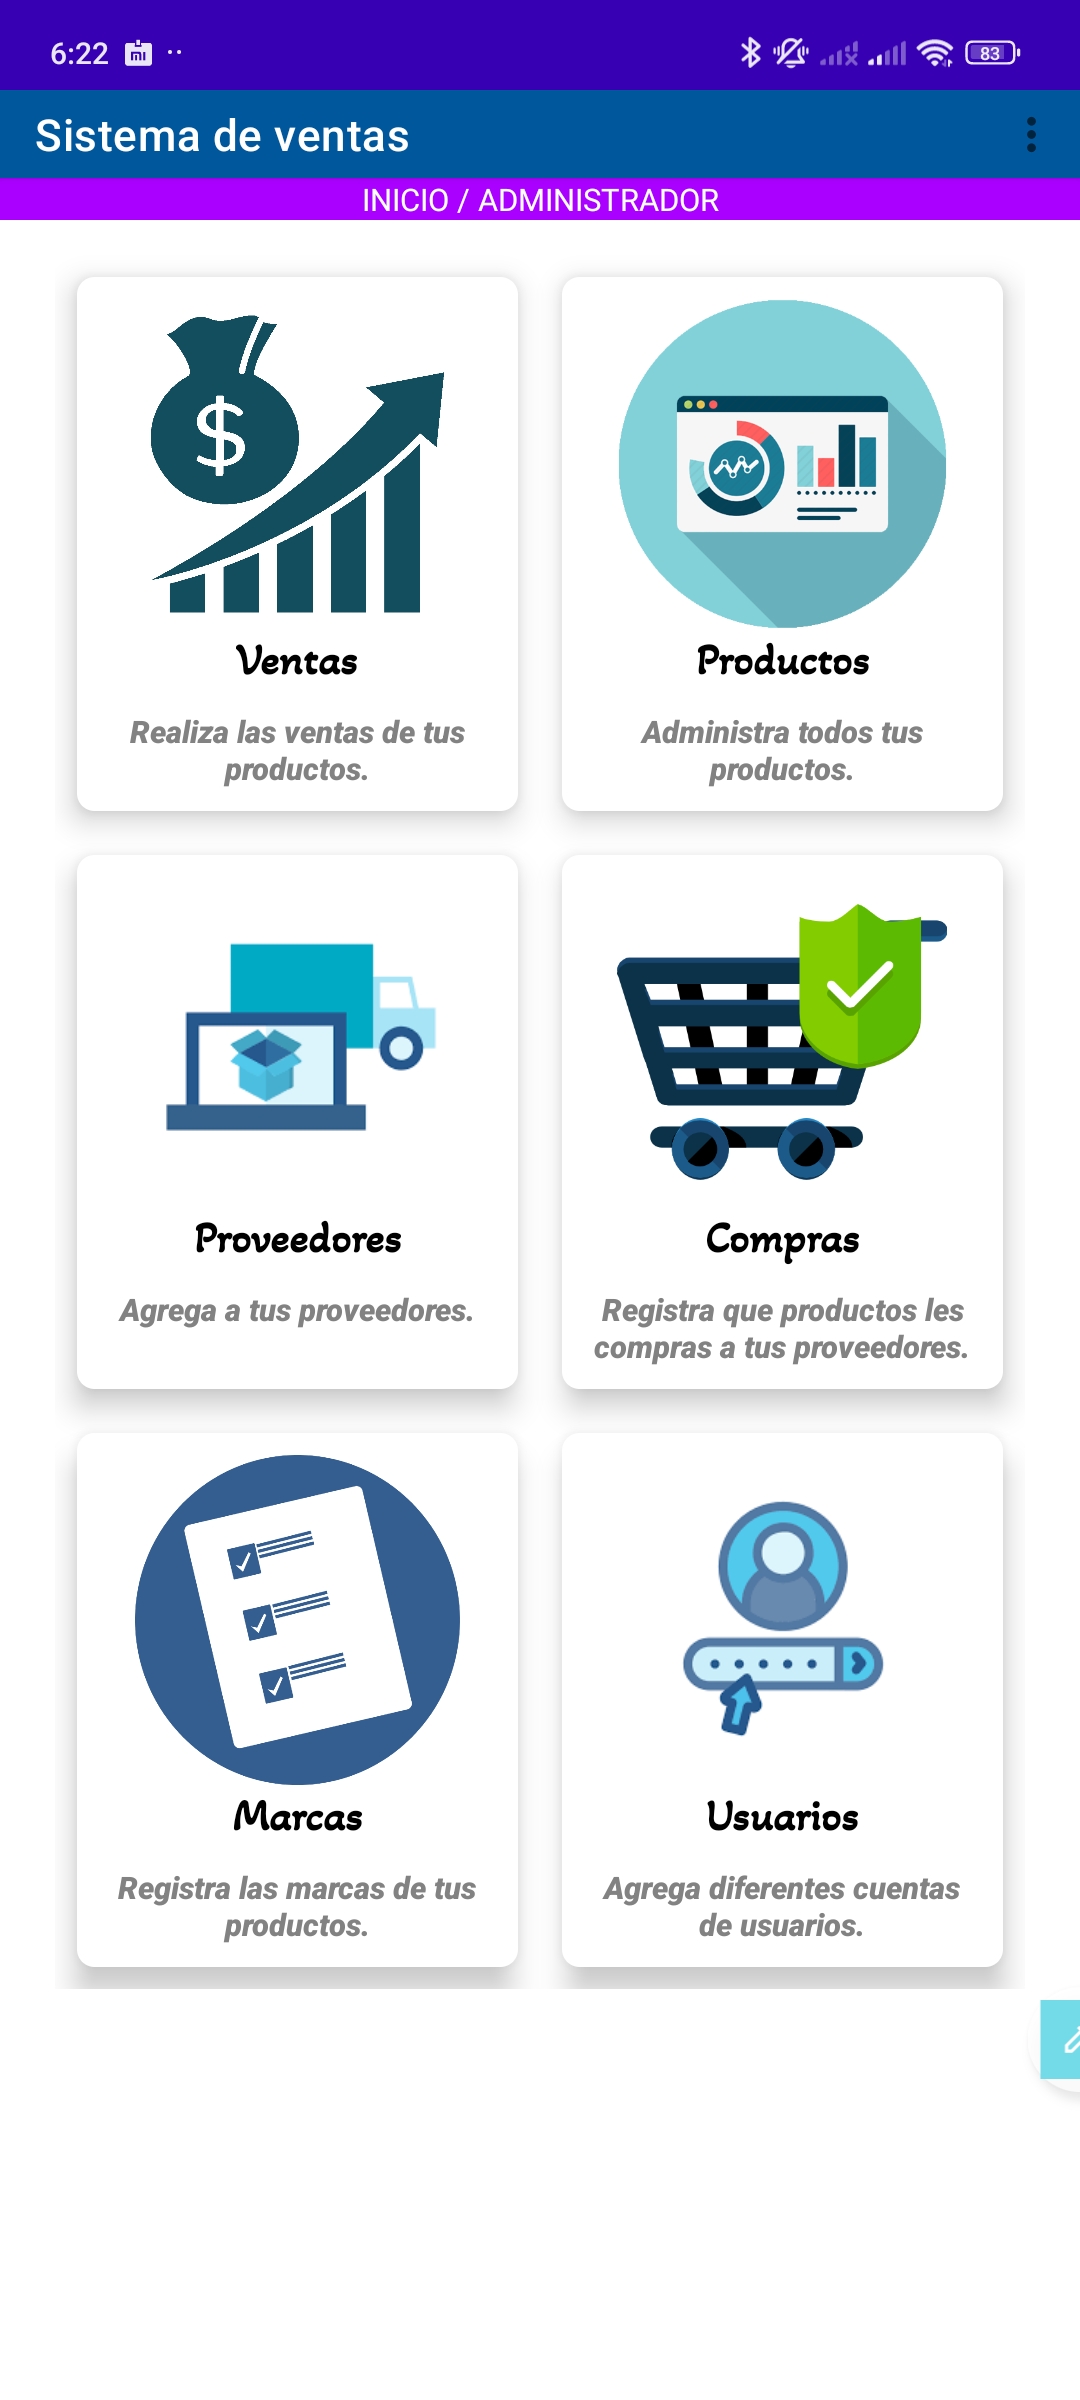 6:22
mi
83
Sistema de ventas
INICIO / ADMINISTRADOR
$
Ventas
Realiza las ventas de tus
productos.
Productos
Administra todos tus
productos.
Proveedores
Agrega a tus proveedores.
Compras
Registra que productos les
compras a tus proveedores.
Marcas
Registra las marcas de tus
productos.
Usuarios
Agrega diferentes cuentas
de usuarios.